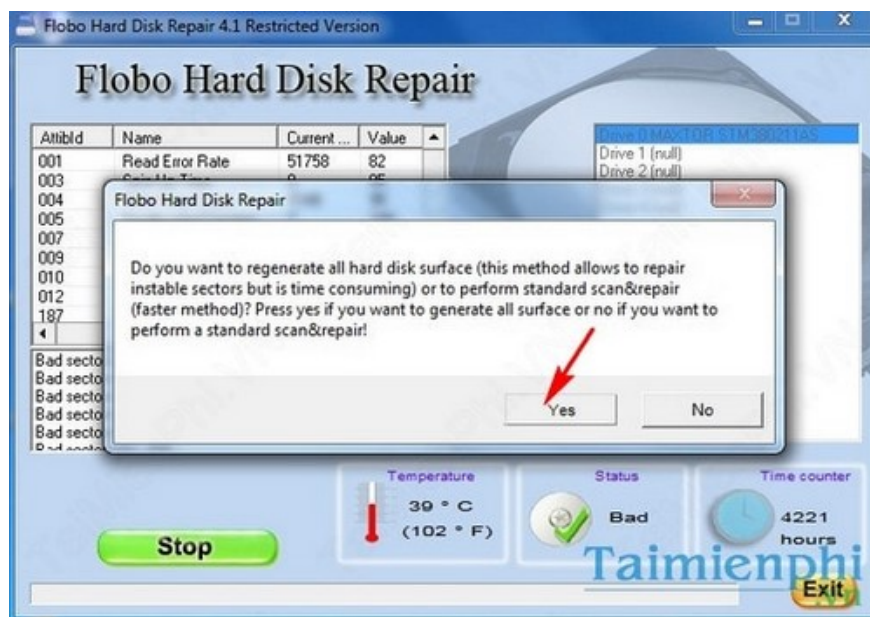 Flobo Hard Disk Repair 4.1 Restricted Version
Flobo Hard Disk Repair
AttibId Name Current ... Value
001 Read Error Rate 51758 82
003
004
005
007
009
010
012
187
Drive 0 MAXTOR STM380211AS
Drive 1 (null)
Drive 2 (null)
Flobo Hard Disk Repair
Do you want to regenerate all hard disk surface (this method allows to repair
instable sectors but is time consuming) or to perform standard scan&repair
(faster method)? Press yes if you want to generate all surface or no if you want to
perform a standard scan&repair!
Yes No
Bad secto
Bad secto
Bad secto
Bad secto
Bad secto
Temperature
39 ° C
(102 ° F)
Status
Bad
Time counter
4221
hours
Stop
Taimienphi
.vn
Exit